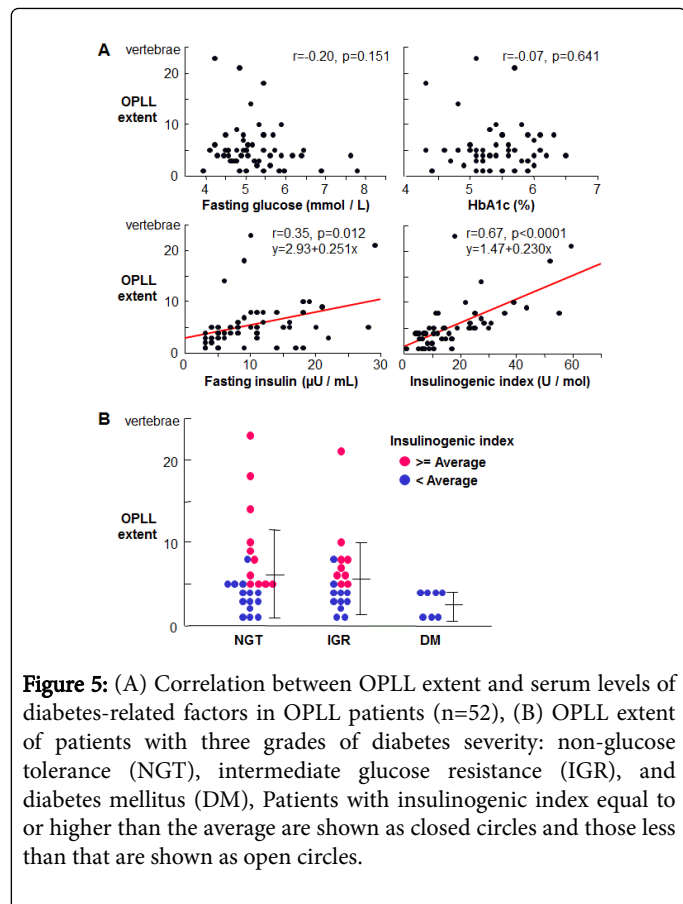 A
vertebrae
20
10
0
OPLL
extent
r=-0.20, p=0.151
4 5 6 7 8
Fasting glucose (mmol / L)
r=-0.07, p=0.641
4 5 6 7
HbA1c (%)
vertebrae
20
10
0
OPLL
extent
r=0.35, p=0.012
y=2.93+0.251x
0 10 20 30
Fasting insulin (µU / mL)
r=0.67, p<0.0001
y=1.47+0.230x
0 20 40 60
Insulinogenic index (U / mol)
B
vertebrae
20
10
0
OPLL
extent
Insulinogenic index
>= Average
< Average
NGT IGR DM
Figure 5: (A) Correlation between OPLL extent and serum levels of
diabetes-related factors in OPLL patients (n=52), (B) OPLL extent
of patients with three grades of diabetes severity: non-glucose
tolerance (NGT), intermediate glucose resistance (IGR), and
diabetes mellitus (DM), Patients with insulinogenic index equal to
or higher than the average are shown as closed circles and those less
than that are shown as open circles.